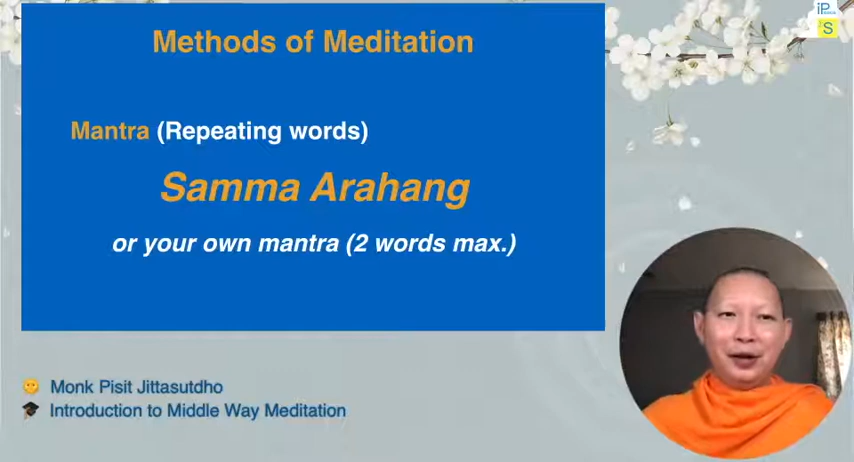 Methods of Meditation
iP
S
Mantra (Repeating words)
Samma Arahang
or your own mantra (2 words max.)
Monk Pisit Jittasutdho
Introduction to Middle Way Meditation